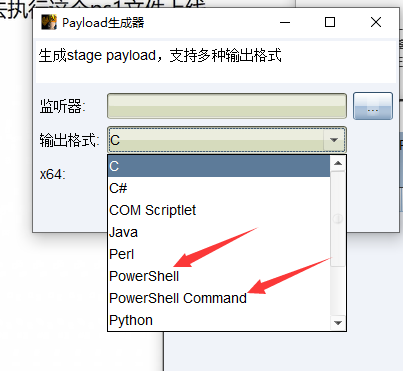 去执行这个ps1文件上线
Payload生成器
生成stage payload，支持多种输出格式
监听器:
...
输出格式: C
x64:
C
C#
COM Scriptlet
Java
Perl
PowerShell
PowerShell Command
Python